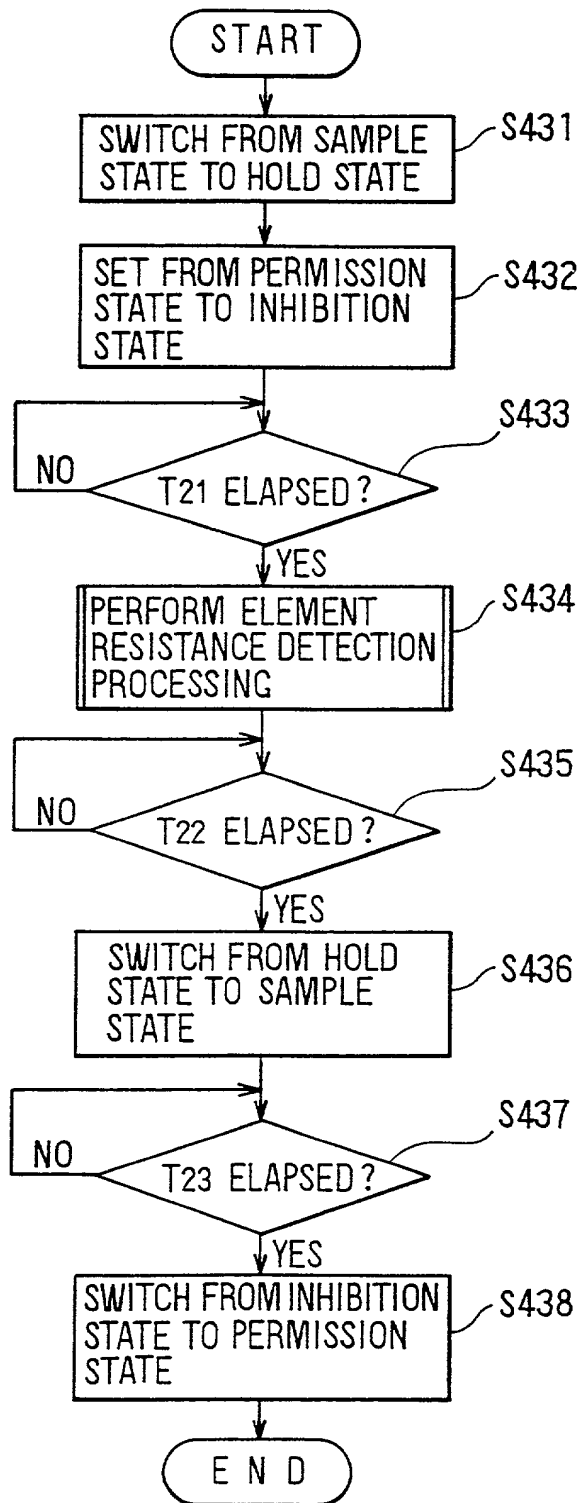 START
SWITCH FROM SAMPLE
STATE TO HOLD STATE
S431
SET FROM PERMISSION
STATE TO INHIBITION
STATE
S432
S433
NO
T21 ELAPSED?
YES
PERFORM ELEMENT
RESISTANCE DETECTION
PROCESSING
S434
S435
NO
T22 ELAPSED?
YES
SWITCH FROM HOLD
STATE TO SAMPLE
STATE
S436
S437
NO
T23 ELAPSED?
YES
SWITCH FROM INHIBITION
STATE TO PERMISSION
STATE
S438
END